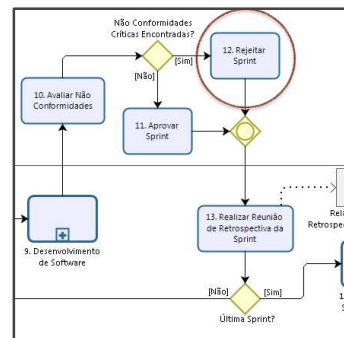 Não Conformidades
Críticas Encontradas?
12. Rejeitar
Sprint
[Sim]
[Não]
10. Avaliar Não
Conformidades
11. Aprovar
Sprint
13. Realizar Reunião
de Retrospectiva da
Sprint
9. Desenvolvimento
de Software
[Não]
[Sim]
Última Sprint?